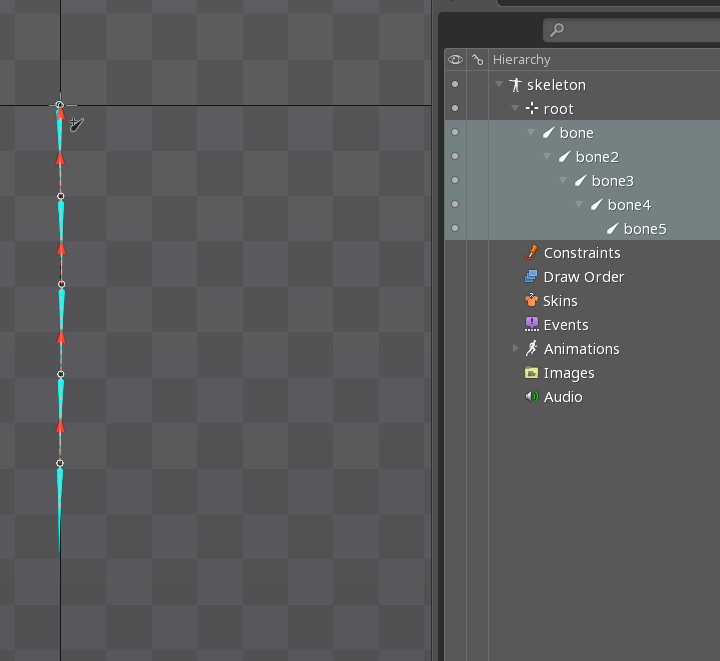 Hierarchy
skeleton
root
bone
bone2
bone3
bone4
bone5
Constraints
Draw Order
Skins
Events
Animations
Images
Audio